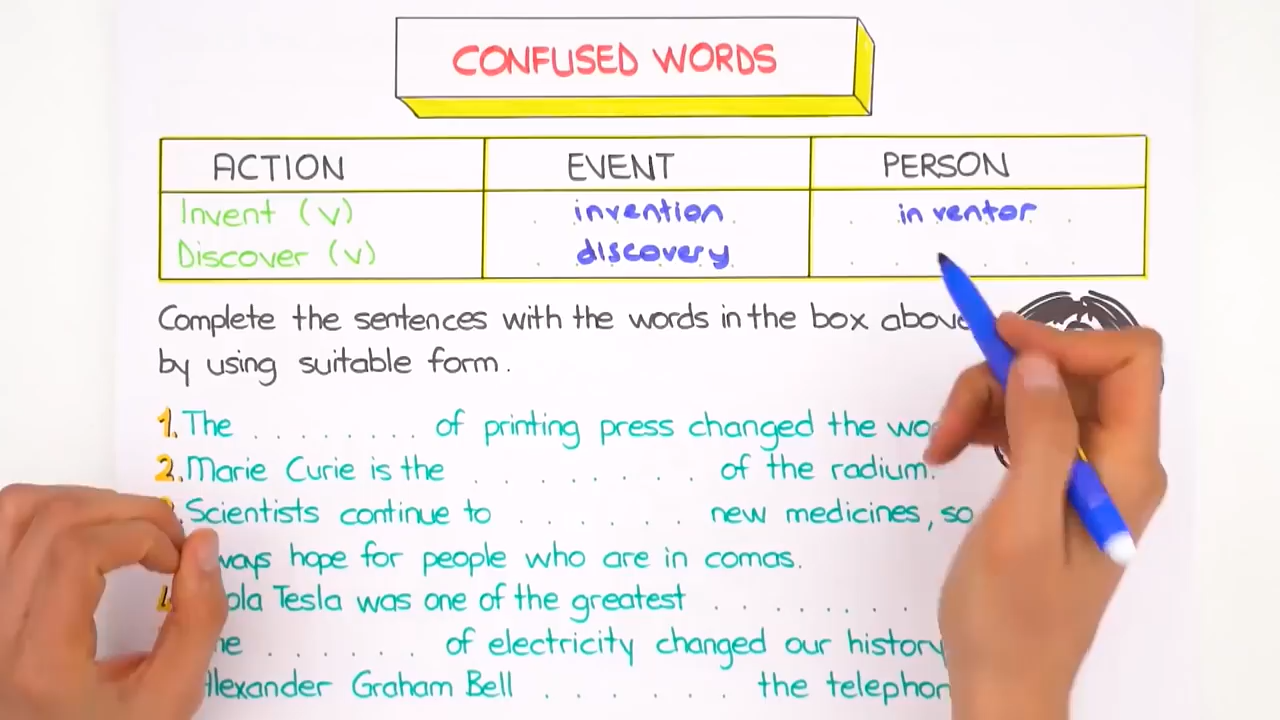 CONFUSED WORDS
ACTION EVENT PERSON
Invent (v) invention inventor
Discover (v) discovery
Complete the sentences with the words in the box above
by using suitable form.
1. The ........ of printing press changed the
2. Marie Curie is the ........ of the radium.
Scientists continue to ...... new medicines, so
hope for people who are in comas.
Tesla was one of the greatest ........
...... of electricity changed our history
Alexander Graham Bell ...... the